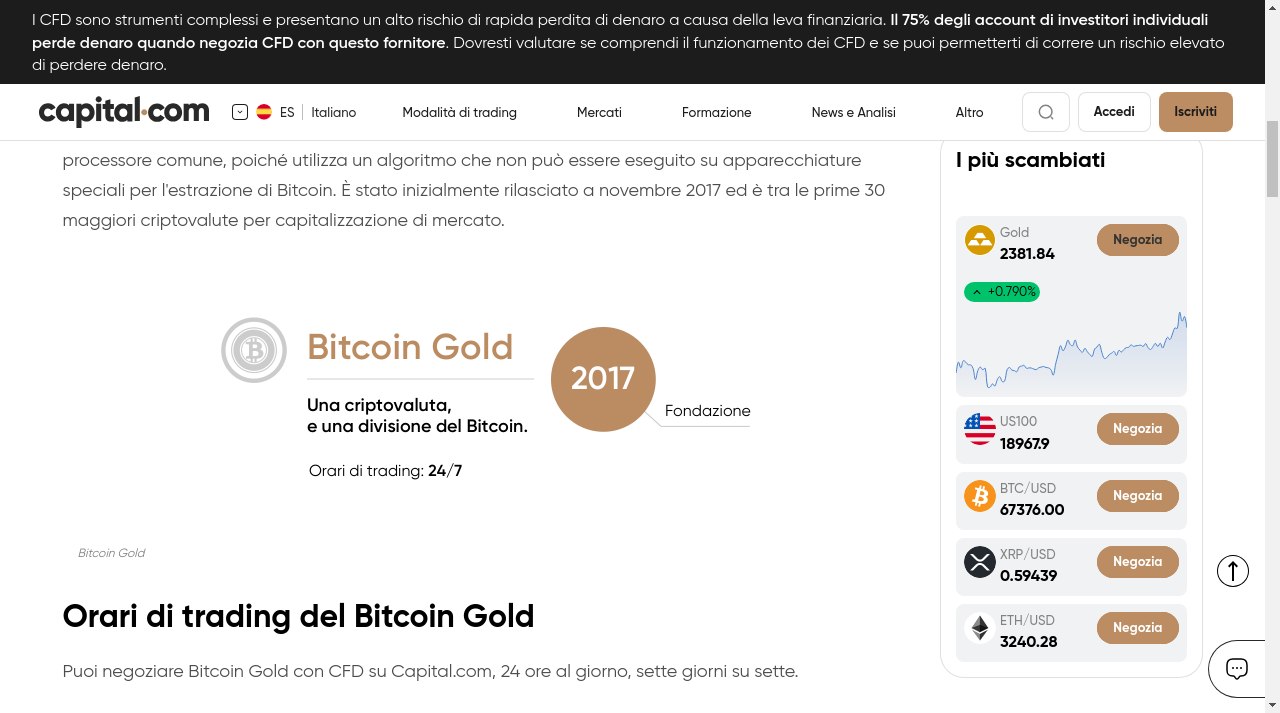 I CFD sono strumenti complessi e presentano un alto rischio di rapida perdita di denaro a causa della leva finanziaria. Il 75% degli account di investitori individuali
perde denaro quando negozia CFD con questo fornitore. Dovresti valutare se comprendi il funzionamento dei CFD e se puoi permetterti di correre un rischio elevato
di perdere denaro.
capital.com
ES
Italiano
Modalità di trading
Mercati
Formazione
News e Analisi
Altro
Accedi
Iscriviti
processore comune, poiché utilizza un algoritmo che non può essere eseguito su apparecchiature
speciali per l'estrazione di Bitcoin. È stato inizialmente rilasciato a novembre 2017 ed è tra le prime 30
maggiori criptovalute per capitalizzazione di mercato.
Bitcoin Gold
Una criptovaluta,
e una divisione del Bitcoin.
Orari di trading: 24/7
2017
Fondazione
Bitcoin Gold
Orari di trading del Bitcoin Gold
Puoi negoziare Bitcoin Gold con CFD su Capital.com, 24 ore al giorno, sette giorni su sette.
I più scambiati
Gold
2381.84
Negozia
+0.790%
US100
18967.9
Negozia
BTC/USD
67376.00
Negozia
XRP/USD
0.59439
Negozia
ETH/USD
3240.28
Negozia